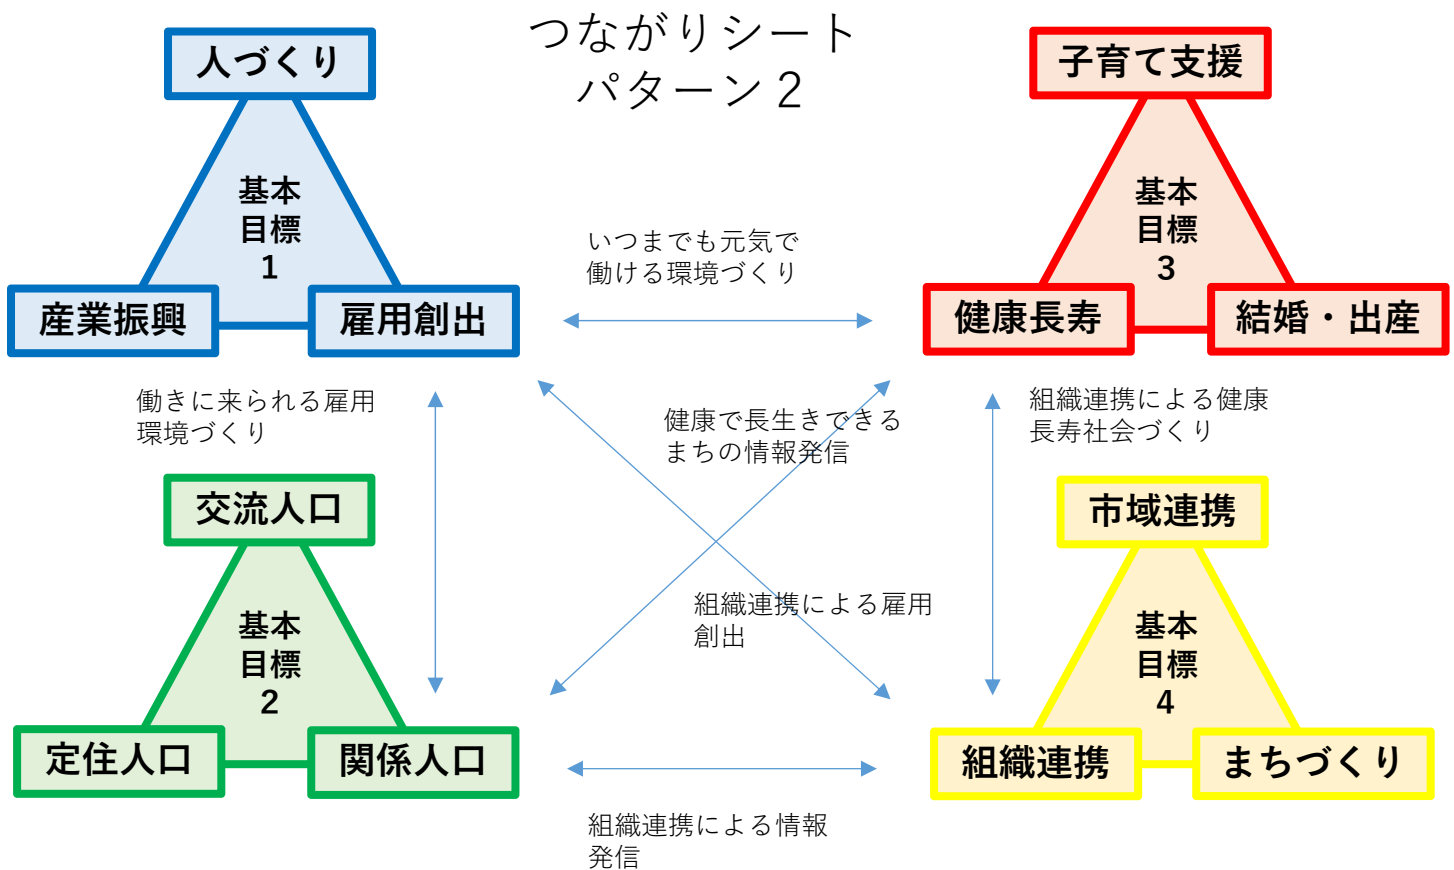 つながりシート
パターン２
人づくり
基本
目標
1
産業振興
雇用創出
子育て支援
基本
目標
3
健康長寿
結婚・出産
いつまでも元気で
働ける環境づくり
働きに来られる雇用
環境づくり
健康で長生きできる
まちの情報発信
組織連携による健康
長寿社会づくり
交流人口
基本
目標
2
定住人口
関係人口
組織連携による雇用
創出
市域連携
基本
目標
4
組織連携
まちづくり
組織連携による情報
発信